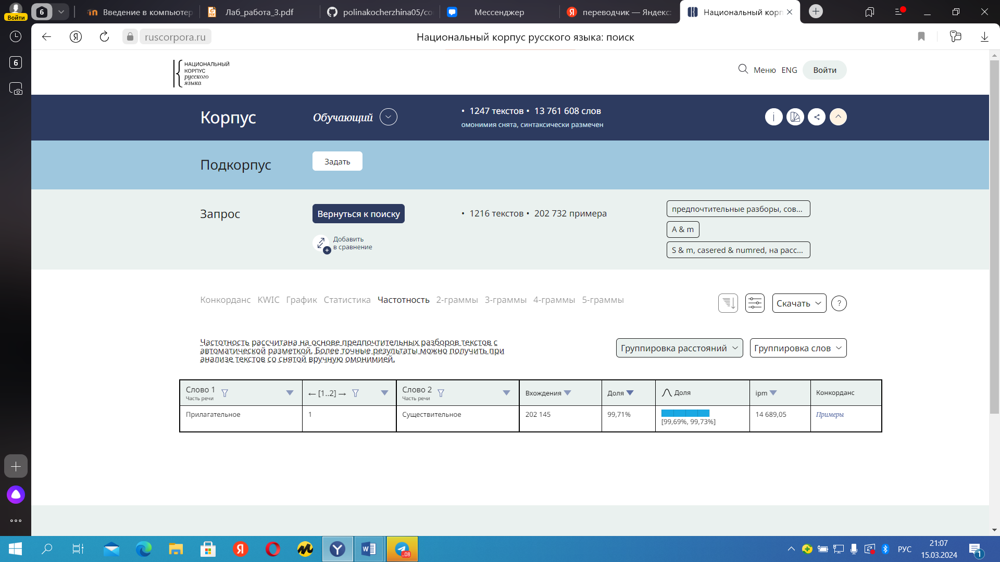 Войти
6
Введение в компьютер
Лаб_работа_3.pdf
polinakocherzhina05/co
Мессенджер
переводчик — Яндекс:
Национальный корп
ruscorpora.ru
Национальный корпус русского языка: поиск
6
НАЦИОНАЛЬНЫЙ
КОРПУС
русского
языка
Меню ENG Войти
Корпус
Обучающий
• 1247 текстов • 13 761 608 слов
омонимия снята, синтаксически размечен
Подкорпус
Задать
Запрос
Вернуться к поиску
• 1216 текстов • 202 732 примера
предпочтительные разборы, сов...
A & m
S & m, casered & numred, на расс...
Добавить
в сравнение
Конкорданс KWIC График Статистика Частотность 2-граммы 3-граммы 4-граммы 5-граммы
Скачать ?
Частотность рассчитана на основе предпочтительных разборов текстов с
автоматической разметкой. Более точные результаты можно получить при
анализе текстов со снятой вручную омонимией.
Группировка расстояний
Группировка слов
Слово 1 Часть речи ← [1..2] → Слово 2 Часть речи Вхождения Доля Доля ipm Конкорданс
Прилагательное 1 Существительное 202 145 99,71% [99,69%, 99,73%] 14 689,05 Примеры
..08
РУС
21:07
15.03.2024
1